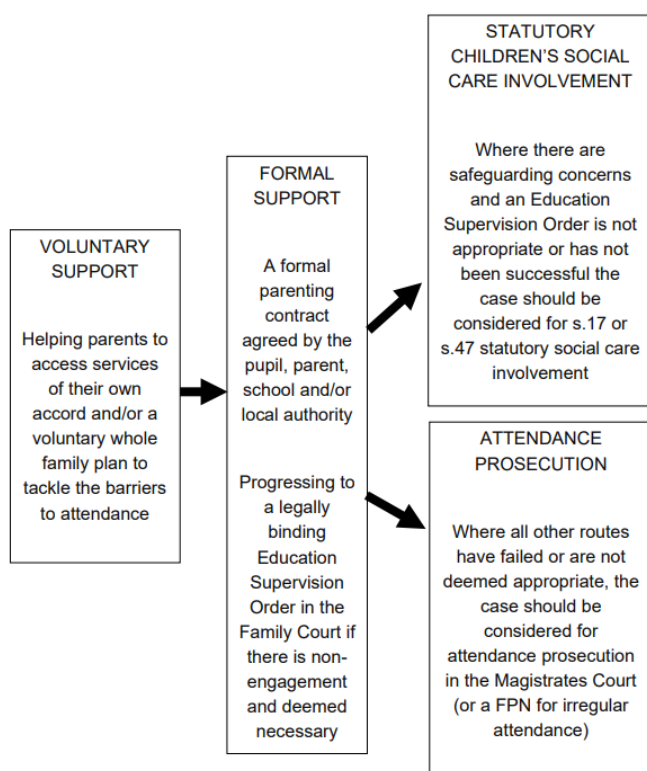 VOLUNTARY
SUPPORT
Helping parents to
access services
of their own
accord and/or a
voluntary whole
family plan to
tackle the barriers
to attendance
FORMAL
SUPPORT
A formal
parenting
contract
agreed by the
pupil, parent,
school and/or
local authority
Progressing to
a legally
binding
Education
Supervision
Order in the
Family Court if
there is non-
engagement
and deemed
necessary
STATUTORY
CHILDREN’S SOCIAL
CARE INVOLVEMENT
Where there are
safeguarding concerns
and an Education
Supervision Order is not
appropriate or has not
been successful the
case should be
considered for s.17 or
s.47 statutory social care
involvement
ATTENDANCE
PROSECUTION
Where all other routes
have failed or are not
deemed appropriate, the
case should be
considered for
attendance prosecution
in the Magistrates Court
(or a FPN for irregular
attendance)